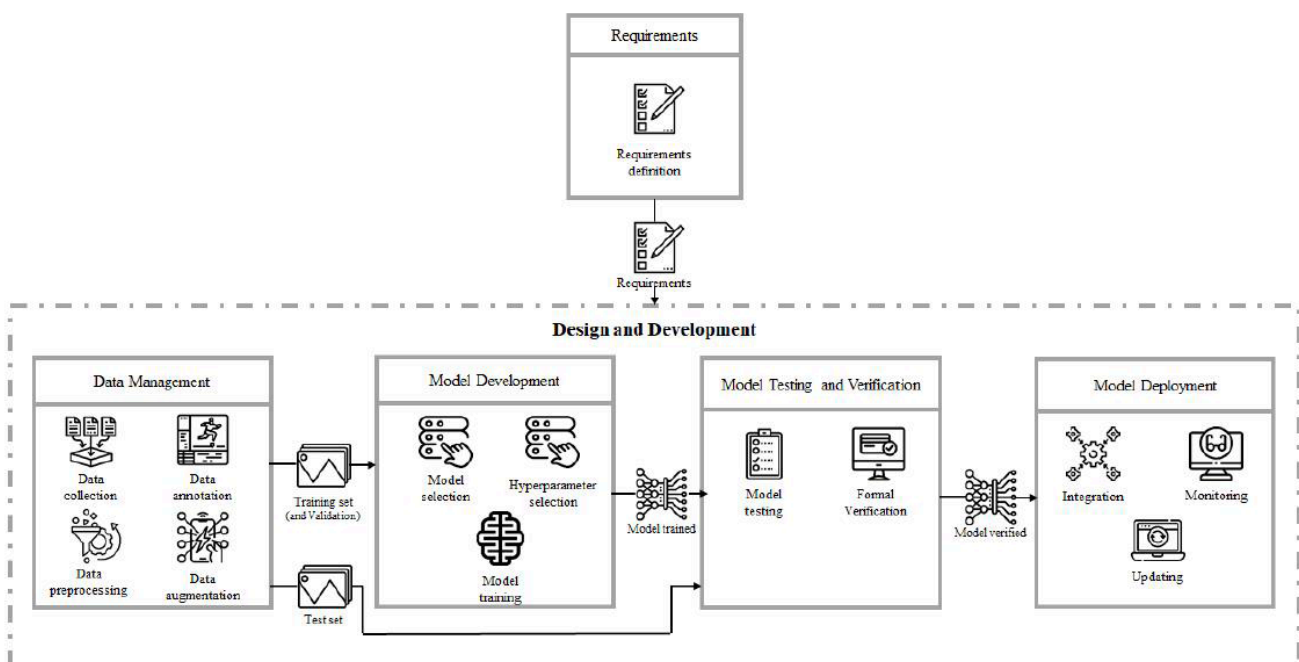 Requirements
Requirements
definition
Requirements
Design and Development
Data Management
Data
collection
Data
annotation
Data
preprocessing
Data
augmentation
Training set
(and Validation)
Test set
Model Development
Model
selection
Hyperparameter
selection
Model
training
Model trained
Model Testing and Verification
Model
testing
Formal
Verification
Model verified
Model Deployment
Integration
Monitoring
Updating